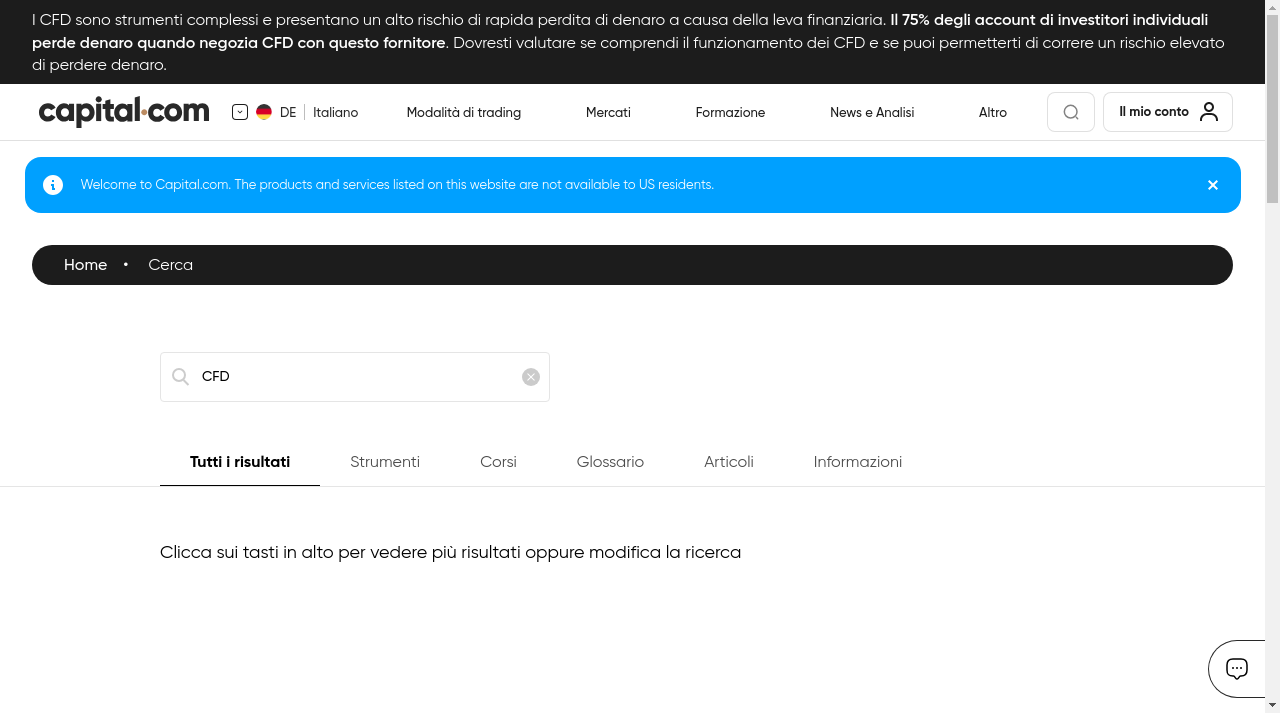 I CFD sono strumenti complessi e presentano un alto rischio di rapida perdita di denaro a causa della leva finanziaria. Il 75% degli account di investitori individuali
perde denaro quando negozia CFD con questo fornitore. Dovresti valutare se comprendi il funzionamento dei CFD e se puoi permetterti di correre un rischio elevato
di perdere denaro.
capital.com DE Italiano Modalità di trading Mercati Formazione News e Analisi Altro Il mio conto
Welcome to Capital.com. The products and services listed on this website are not available to US residents.
Home • Cerca
CFD
Tutti i risultati Strumenti Corsi Glossario Articoli Informazioni
Clicca sui tasti in alto per vedere più risultati oppure modifica la ricerca